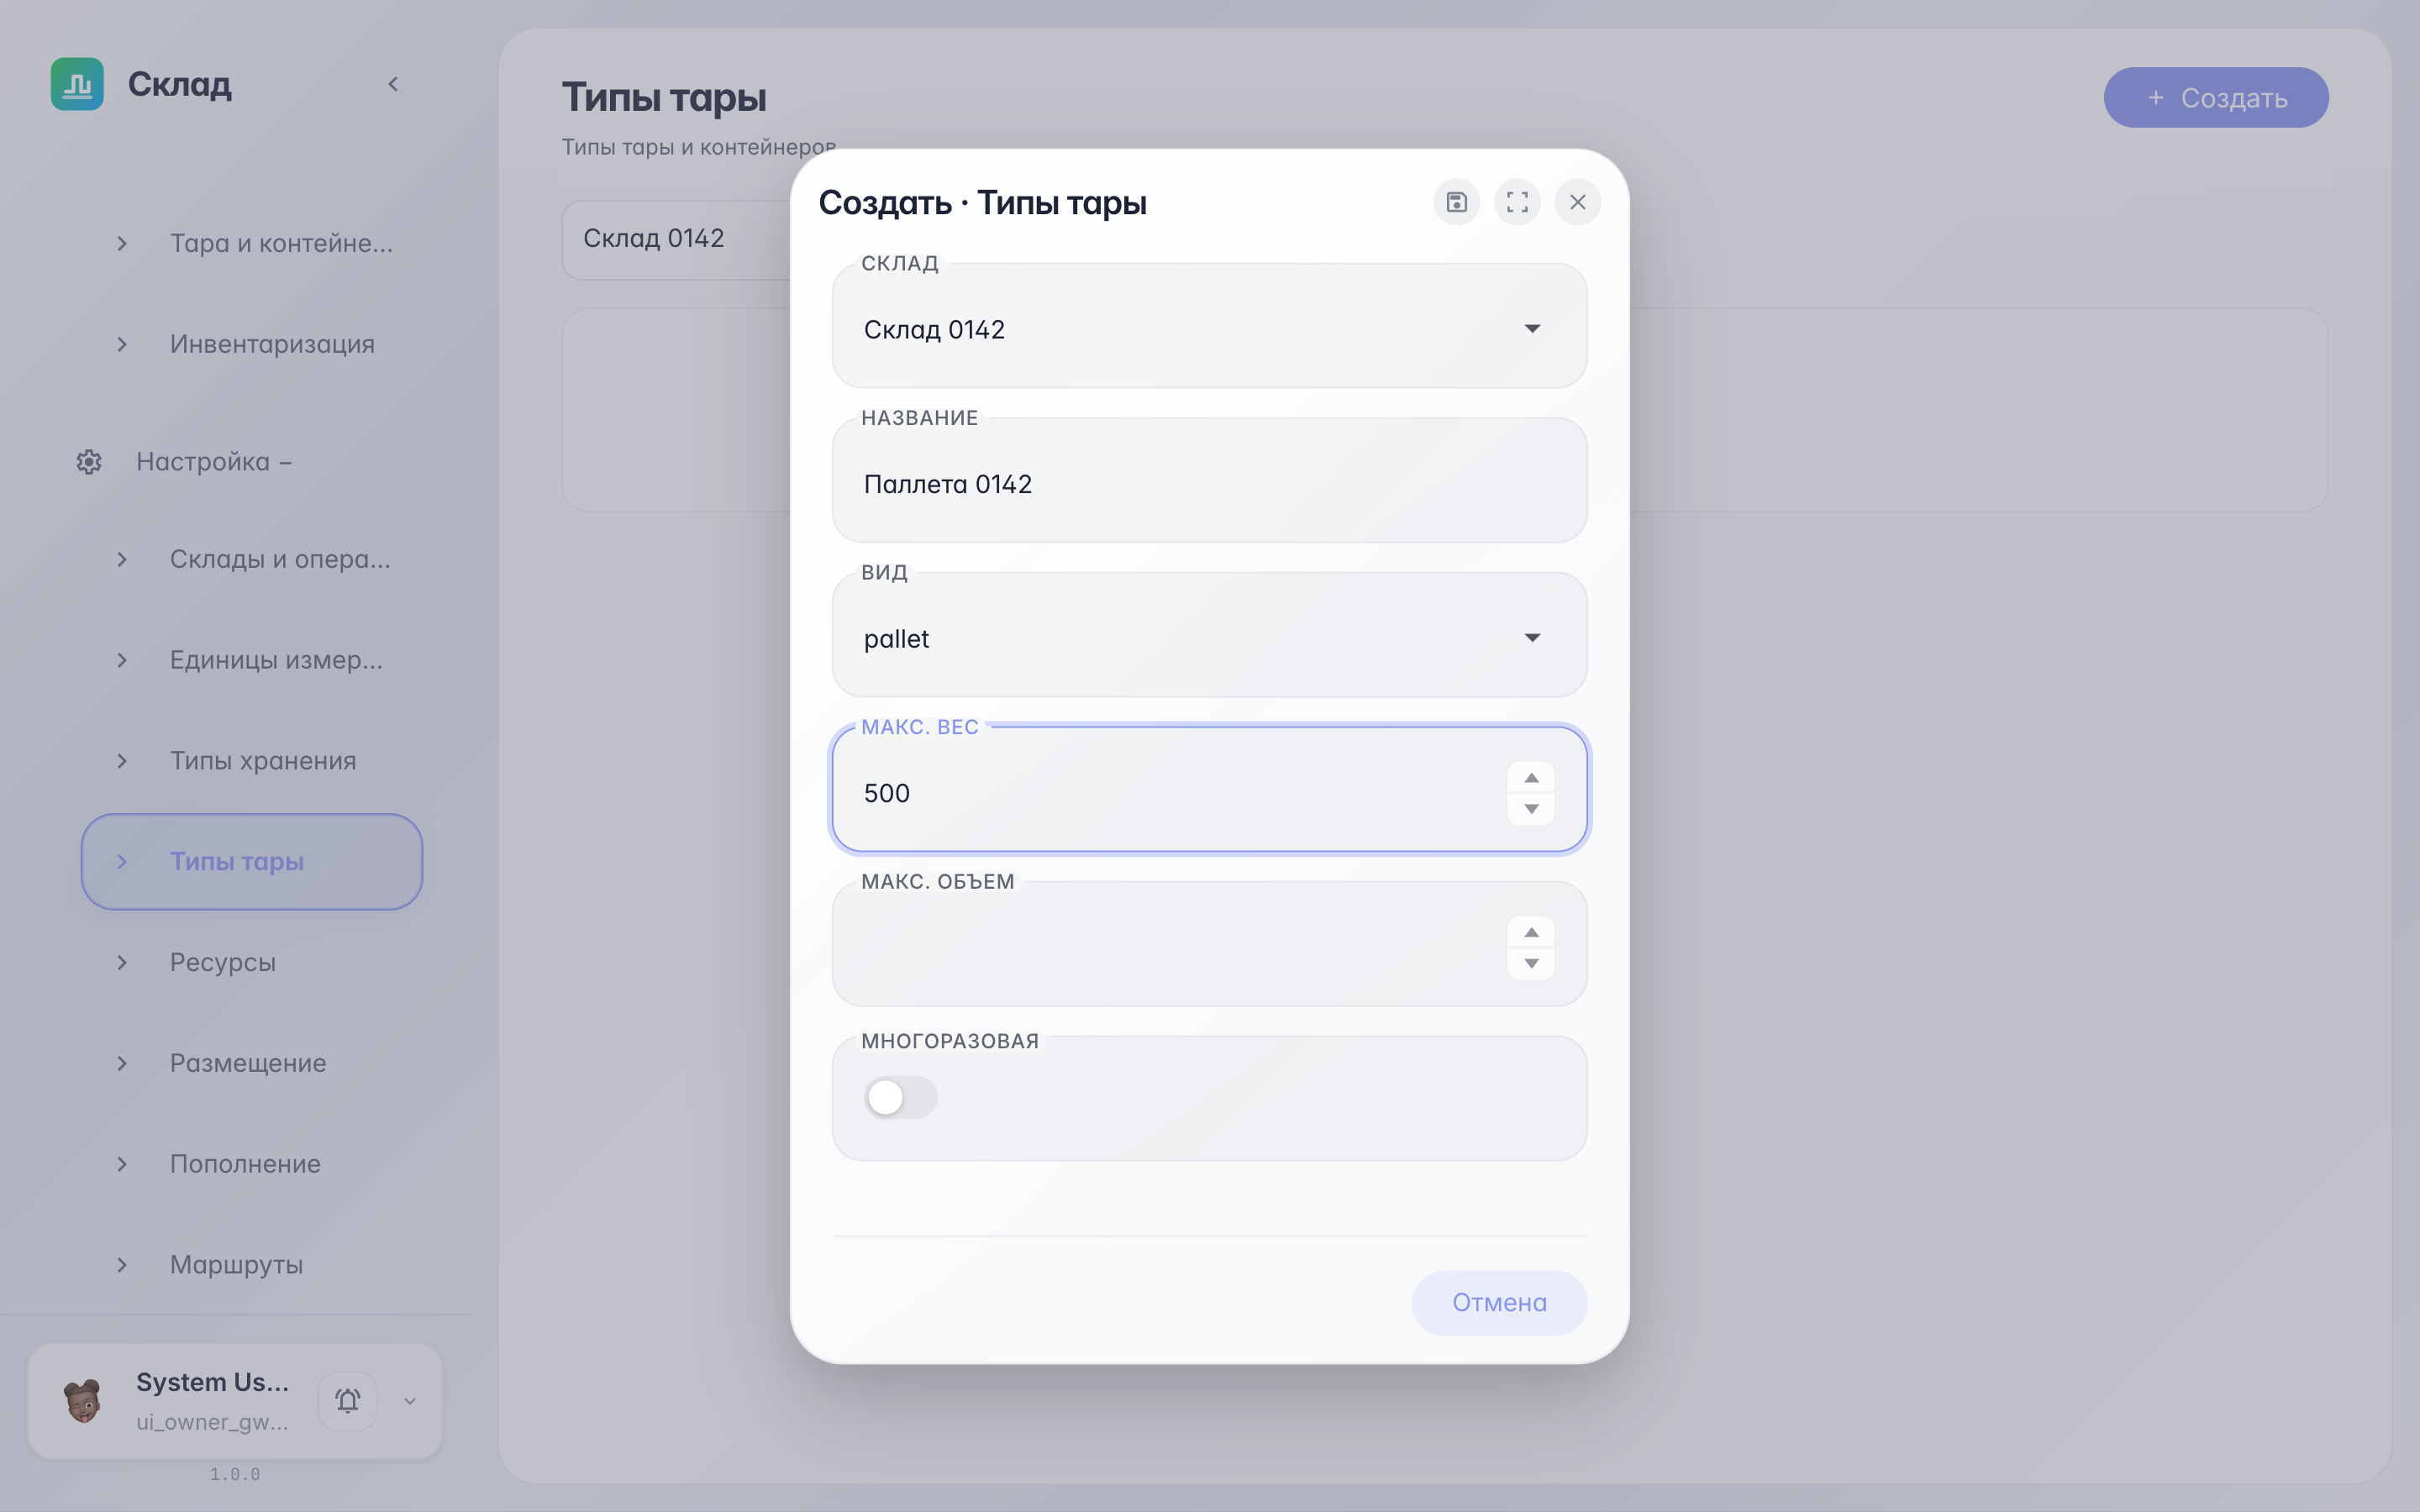 Склад
Тара и контейне...
Инвентаризация
Настройка –
Склады и опера...
Единицы измер...
Типы хранения
Типы тары
Ресурсы
Размещение
Пополнение
Маршруты
System Us...
ui_owner_gw...
1.0.0
Типы тары
Типы тары и контейнеров
+ Создать
Склад 0142
Создать · Типы тары
СКЛАД
Склад 0142
НАЗВАНИЕ
Паллета 0142
ВИД
pallet
МАКС. ВЕС
500
МАКС. ОБЪЕМ
МНОГОРАЗОВАЯ
Отмена